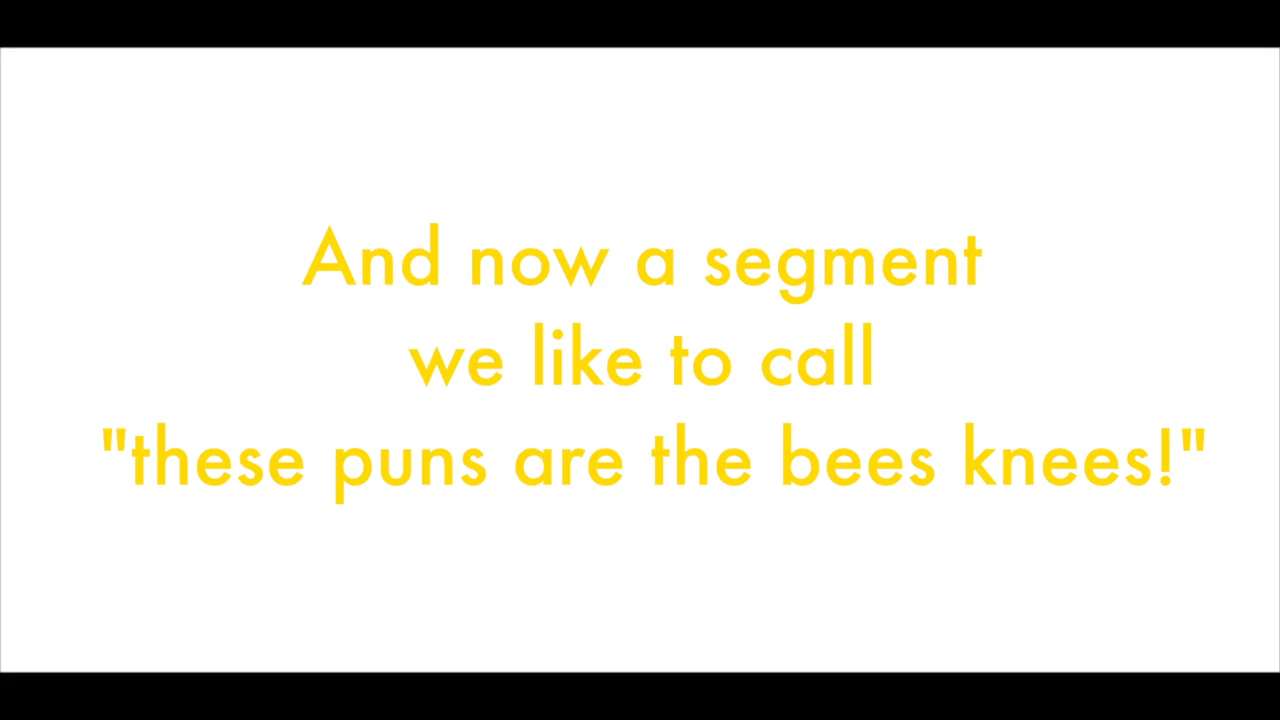 And now a segment
we like to call
"these puns are the bees knees!"